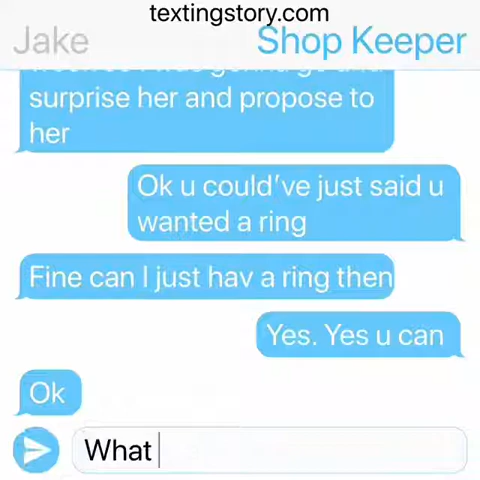 textingstory.com
Jake
Shop Keeper
surprise her and propose to
her
Ok u could've just said u
wanted a ring
Fine can I just hav a ring then
Yes. Yes u can
Ok
What